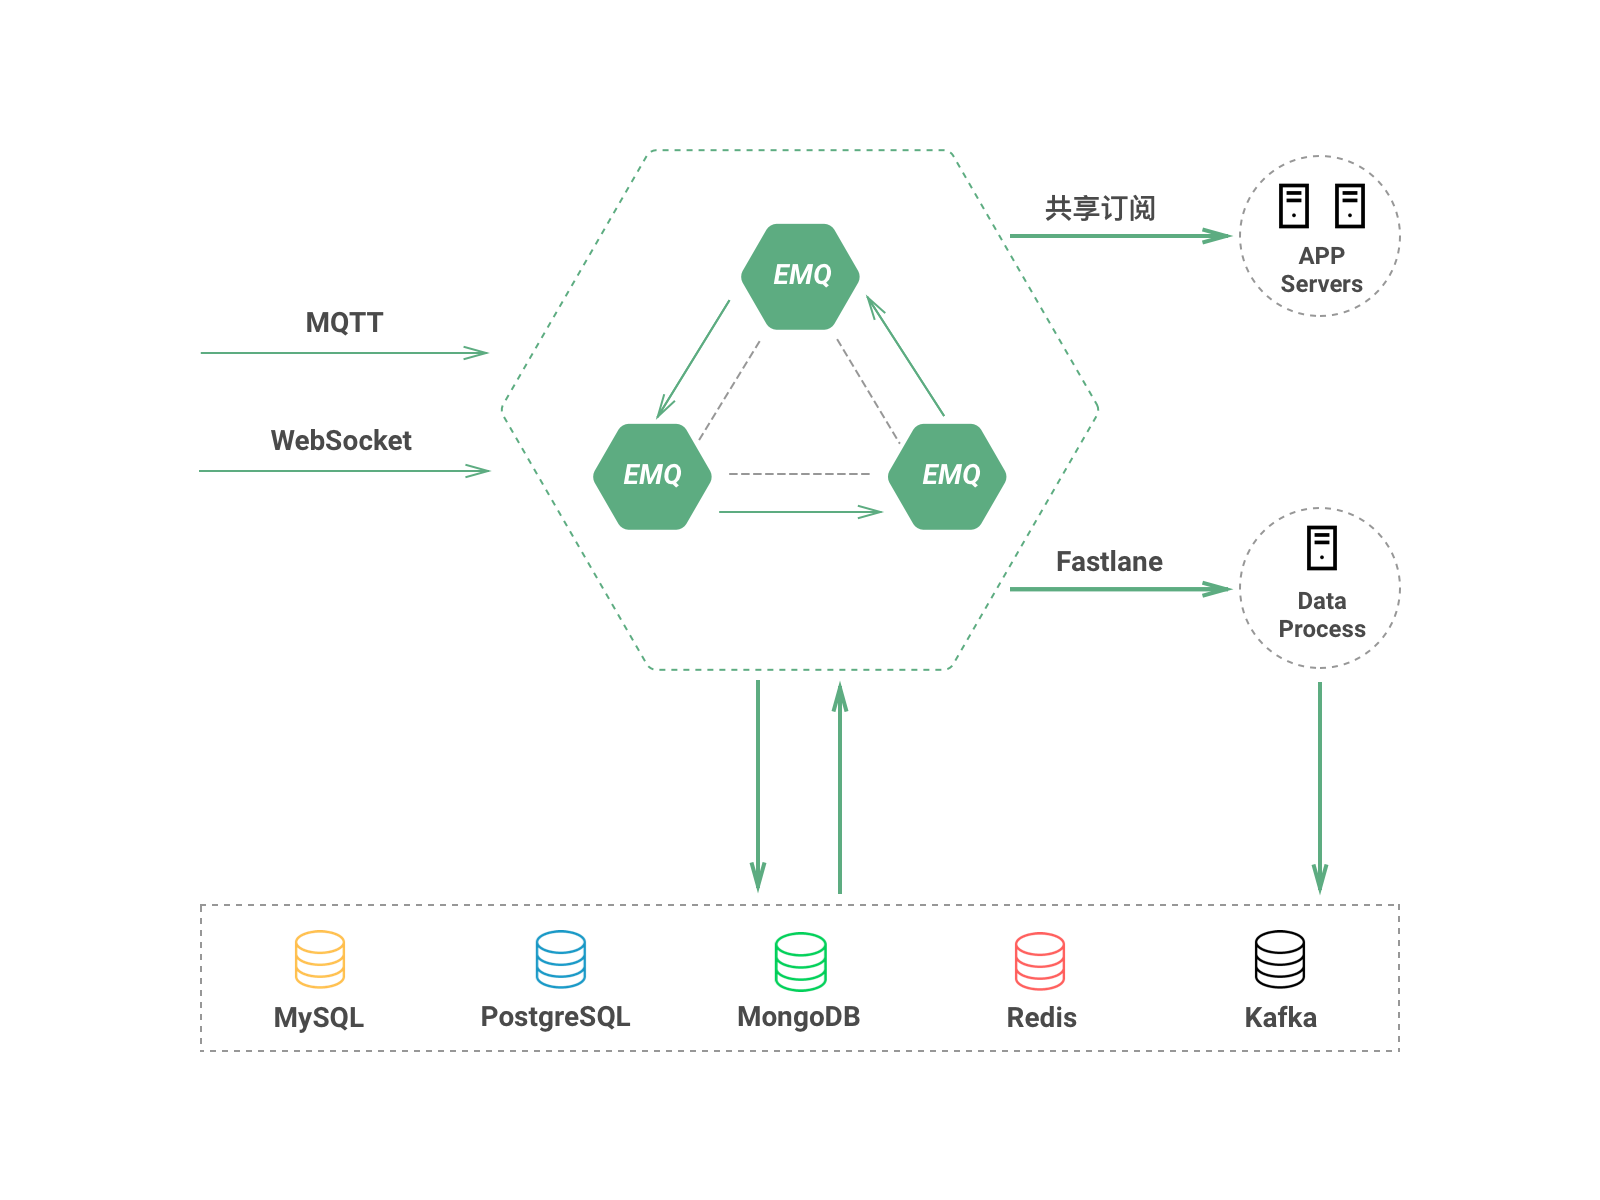 共享订阅
APP
Servers
EMQ
MQTT
WebSocket
EMQ
EMQ
Fastlane
Data
Process
MySQL
PostgreSQL
MongoDB
Redis
Kafka